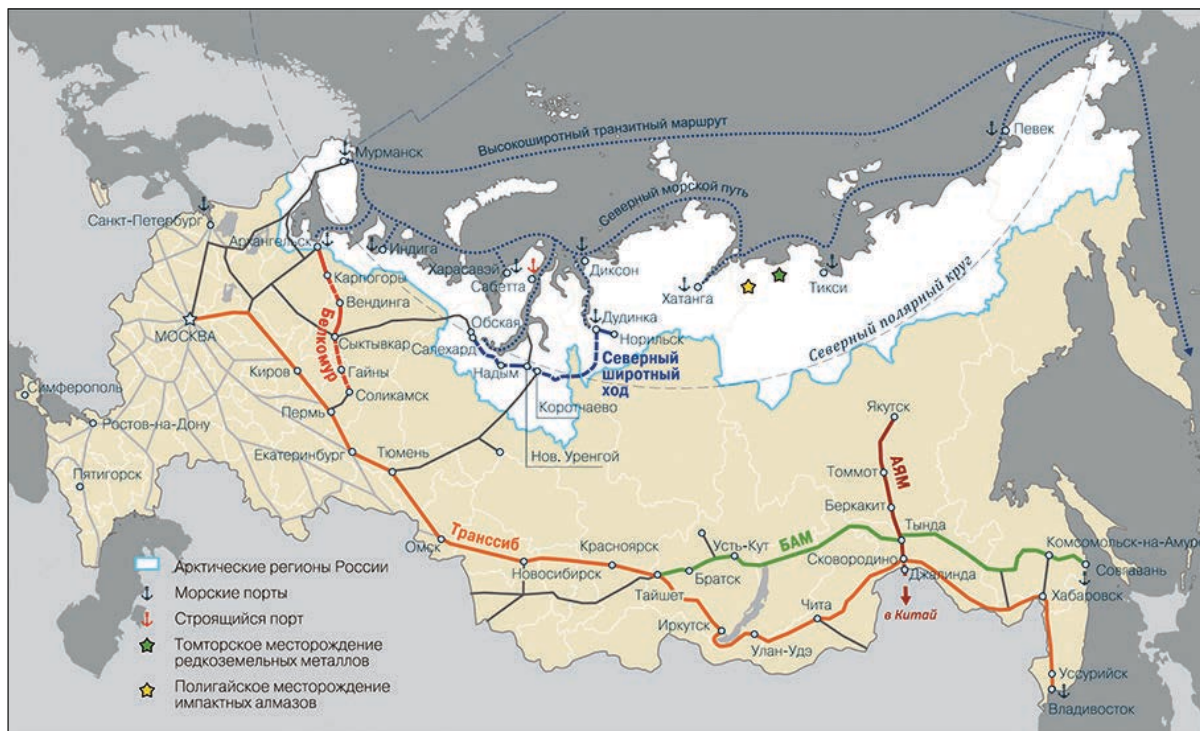 Высокоширотный транзитный маршрут
Певек
Мурманск
Северный морской путь
Санкт-Петербург
Архангельск
Индига
Харасавэй
Сабетта
Диксон
Хатанга
Тикси
Северный полярный круг
Карпогоры
Вендинга
Белкомур
МОСКВА
Сыктывкар
Обская
Салехард
Дудинка
Норильск
Надым
Северный
широтный
ход
Киров
Гайны
Соликамск
Коротчаево
Симферополь
Пермь
Ростов-на-Дону
Екатеринбург
Тюмень
Нов. Уренгой
Якутск
Пятигорск
Томмот
АЯМ
Беркакит
Транссиб
Тында
Омск
Красноярск
Усть-Кут
БАМ
Комсомольск-на-Амуре
Новосибирск
Братск
Сковородино
Джалинда
Совгавань
Тайшет
Хабаровск
Чита
в Китай
Иркутск
Улан-Удэ
Уссурийск
Владивосток
Арктические регионы России
Морские порты
Строящийся порт
Томторское месторождение
редкоземельных металлов
Полигайское месторождение
импактных алмазов